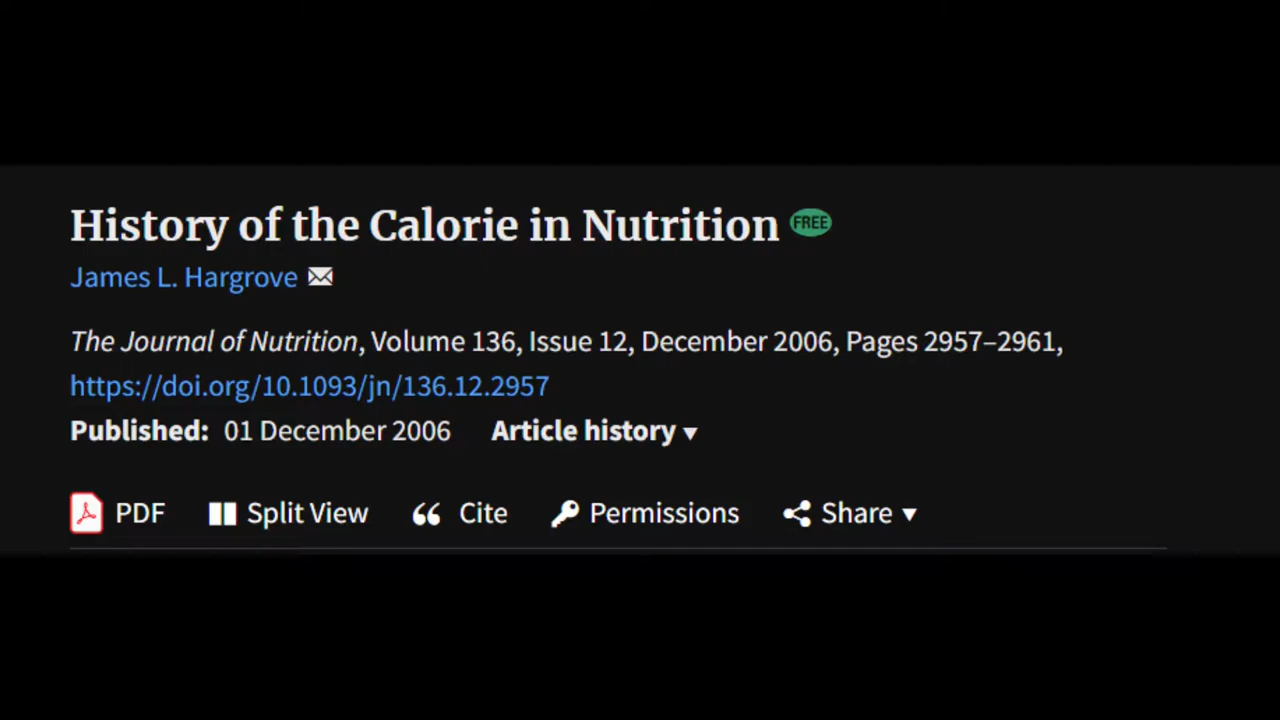 History of the Calorie in Nutrition FREE
James L. Hargrove
The Journal of Nutrition, Volume 136, Issue 12, December 2006, Pages 2957–2961,
https://doi.org/10.1093/jn/136.12.2957
Published: 01 December 2006 Article history ▼
PDF Split View Cite Permissions Share ▼